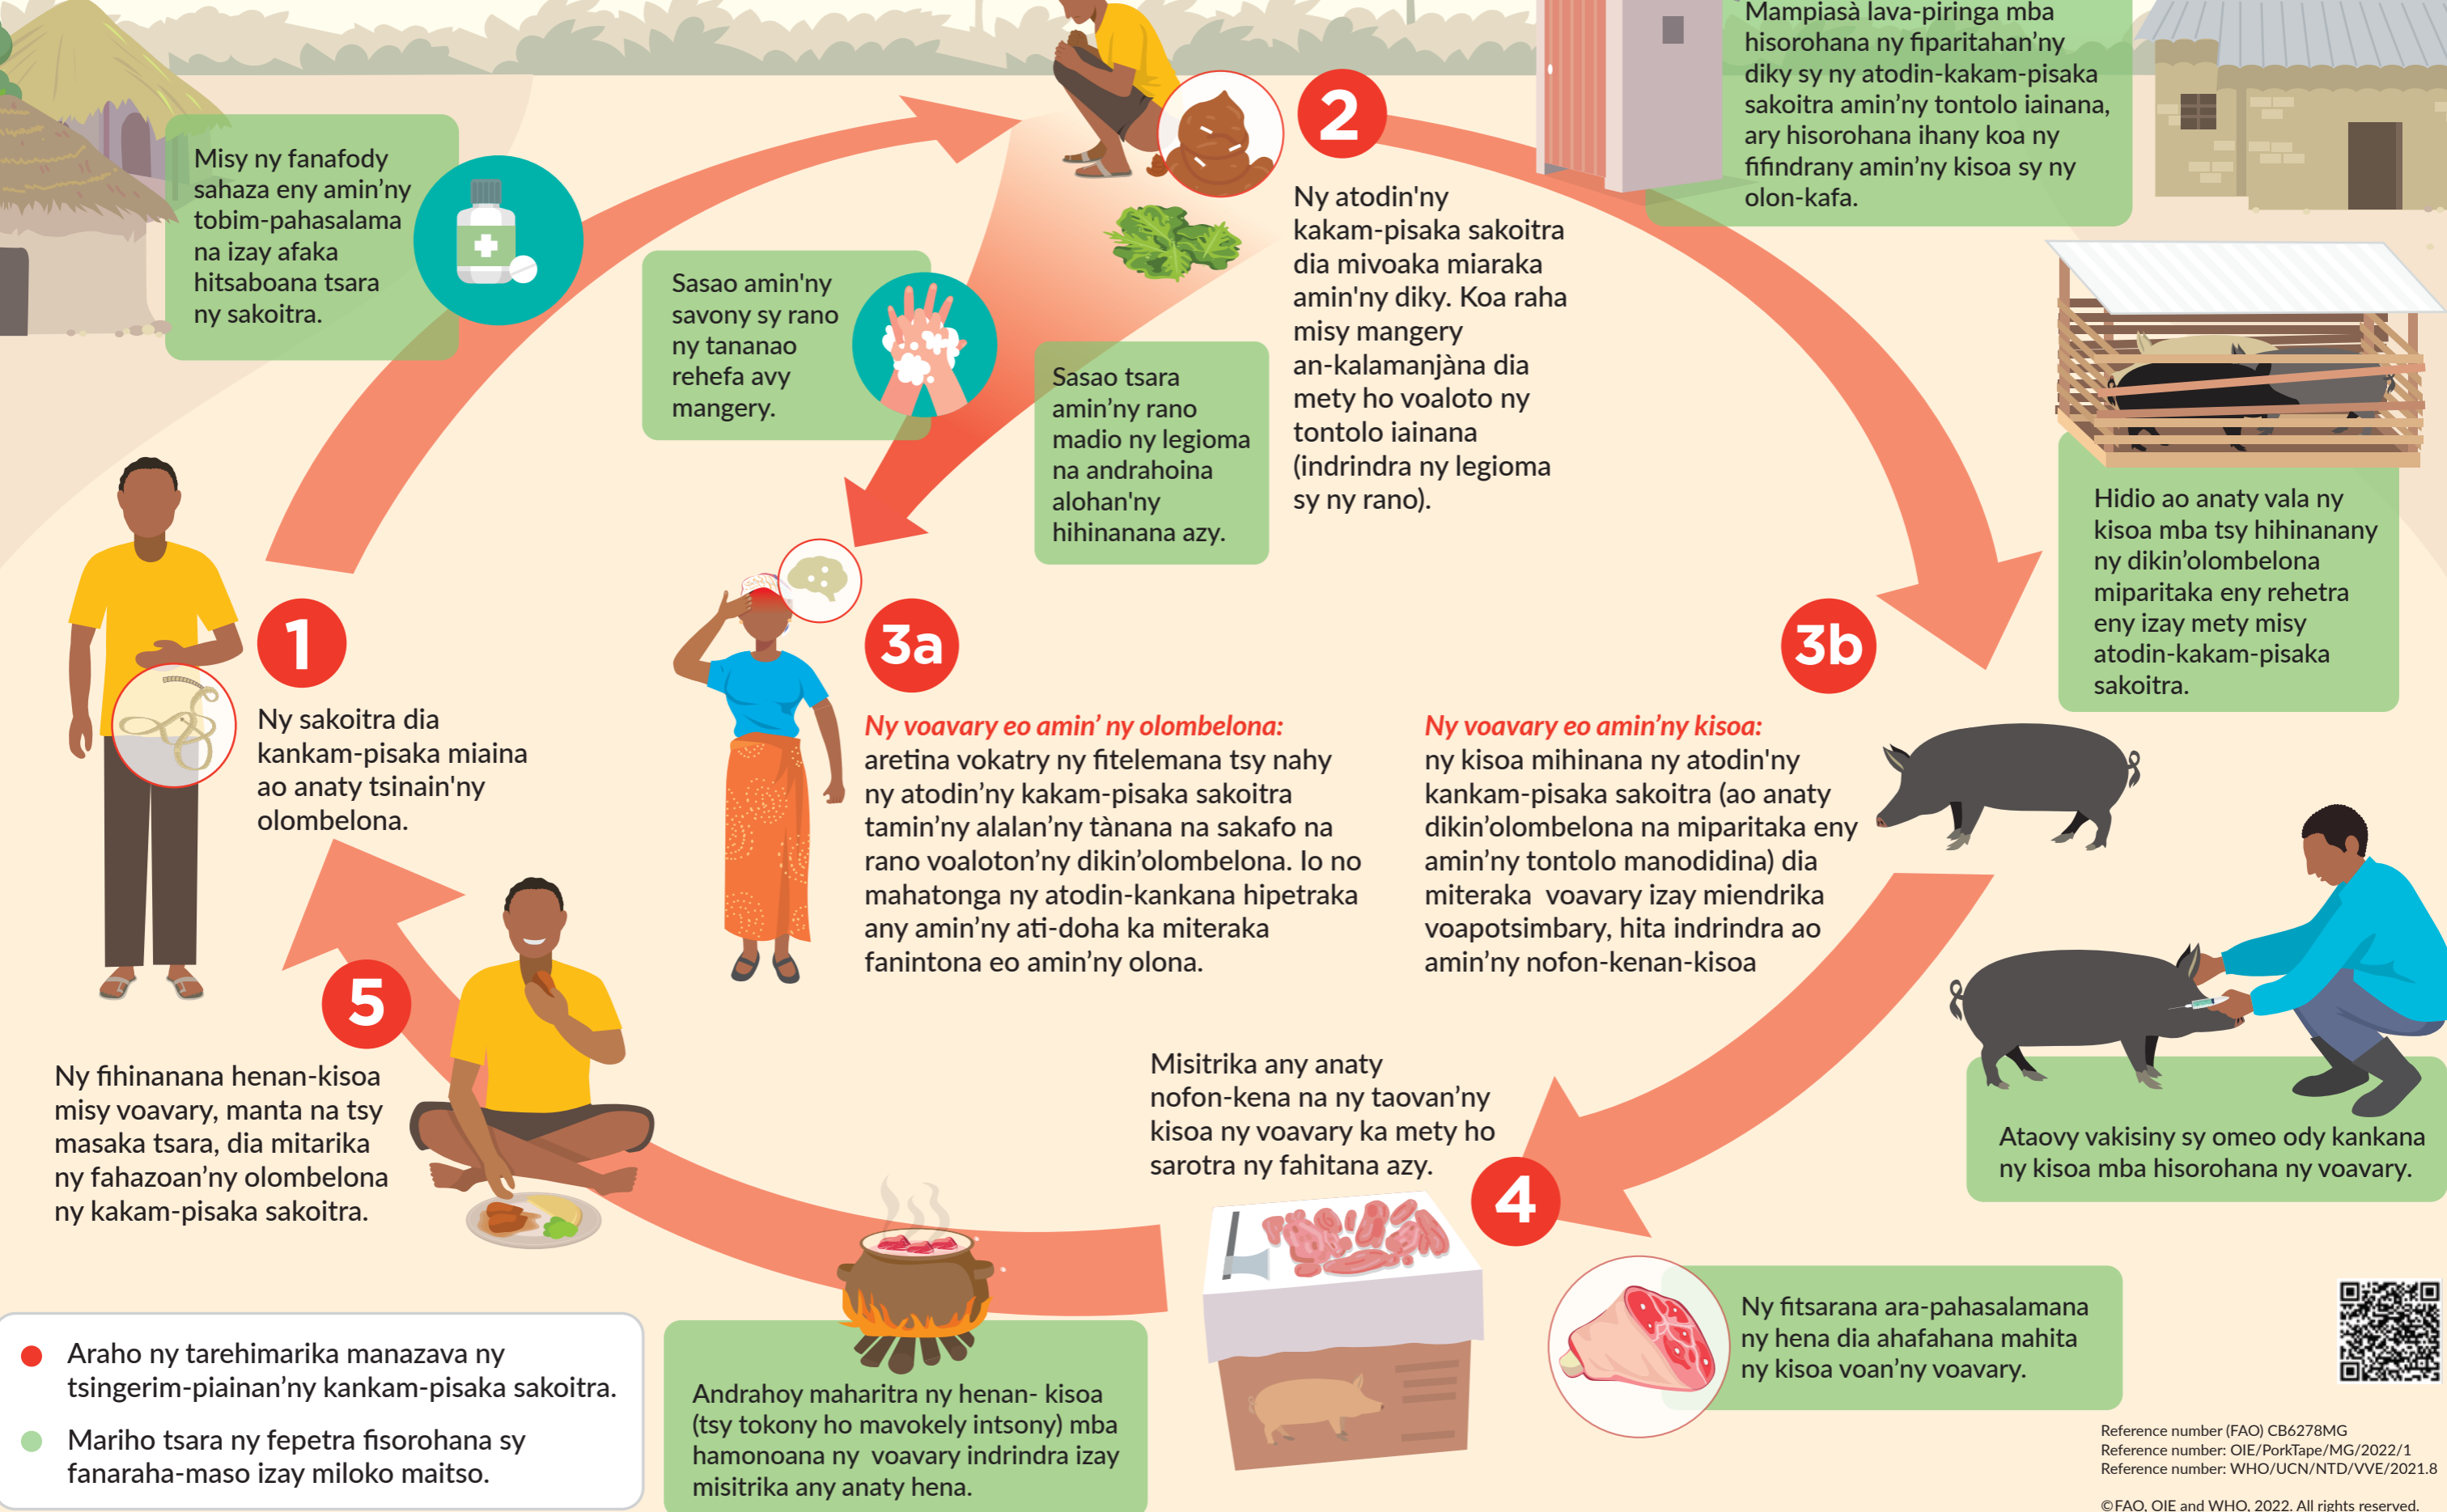 Mampiasà lava-piringa mba
hisorohana ny fiparitahan'ny
diky sy ny atodin-kakam-pisaka
sakoitra amin'ny tontolo iainana,
ary hisorohana ihany koa ny
fifindrany amin'ny kisoa sy ny
olon-kafa.
Misy ny fanafody
sahaza eny amin'ny
tobim-pahasalama
na izay afaka
hitsaboana tsara
ny sakoitra.
Sasao amin'ny
savony sy rano
ny tananao
rehefa avy
mangery.
Sasao tsara
amin'ny rano
madio ny legioma
na andrahoina
alohan'ny
hihinanana azy.
2
Ny atodin'ny
kakam-pisaka sakoitra
dia mivoaka miaraka
amin'ny diky. Koa raha
misy mangery
an-kalamanjàna dia
mety ho voaloto ny
tontolo iainana
(indrindra ny legioma
sy ny rano).
Hidio ao anaty vala ny
kisoa mba tsy hihinanany
ny dikin'olombelona
miparitaka eny rehetra
eny izay mety misy
atodin-kakam-pisaka
sakoitra.
1
Ny sakoitra dia
kankam-pisaka miaina
ao anaty tsinain'ny
olombelona.
3a
Ny voavary eo amin' ny olombelona:
aretina vokatry ny fitelemana tsy nahy
ny atodin'ny kakam-pisaka sakoitra
tamin'ny alalan'ny tànana na sakafo na
rano voaloton'ny dikin'olombelona. Io no
mahatonga ny atodin-kankana hipetraka
any amin'ny ati-doha ka miteraka
fanintona eo amin'ny olona.
3b
Ny voavary eo amin'ny kisoa:
ny kisoa mihinana ny atodin'ny
kankam-pisaka sakoitra (ao anaty
dikin'olombelona na miparitaka eny
amin'ny tontolo manodidina) dia
miteraka voavary izay miendrika
voapotsimbary, hita indrindra ao
amin'ny nofon-kenan-kisoa
Ataovy vakisiny sy omeo ody kankana
ny kisoa mba hisorohana ny voavary.
4
Misitrika any anaty
nofon-kena na ny taovan'ny
kisoa ny voavary ka mety ho
sarotra ny fahitana azy.
Ny fitsarana ara-pahasalamana
ny hena dia ahafahana mahita
ny kisoa voan'ny voavary.
5
Ny fihinanana henan-kisoa
misy voavary, manta na tsy
masaka tsara, dia mitarika
ny fahazoan'ny olombelona
ny kakam-pisaka sakoitra.
Andrahoy maharitra ny henan- kisoa
(tsy tokony ho mavokely intsony) mba
hamonoana ny voavary indrindra izay
misitrika any anaty hena.
Araho ny tarehimarika manazava ny
tsingerim-piainan'ny kankam-pisaka sakoitra.
Mariho tsara ny fepetra fisorohana sy
fanaraha-maso izay miloko maitso.
Reference number (FAO) CB6278MG
Reference number: OIE/PorkTape/MG/2022/1
Reference number: WHO/UCN/NTD/VVE/2021.8
©FAO, OIE and WHO, 2022. All rights reserved.